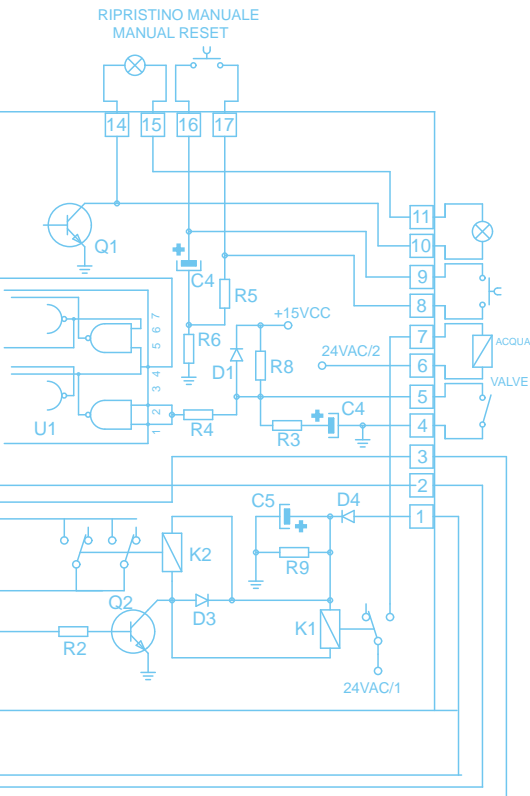 RIPRISTINO MANUALE
MANUAL RESET
14 15 16 17
11
Q1
10
C4
9
R5
8
+15VCC
7
7 6 5 4 3 2 1
R6
24VAC/2
ACQUA
D1
R8
6
VALVE
5
C4
U1
R4
R3
4
3
2
C5
D4
1
K2
R9
Q2
D3
K1
R2
24VAC/1